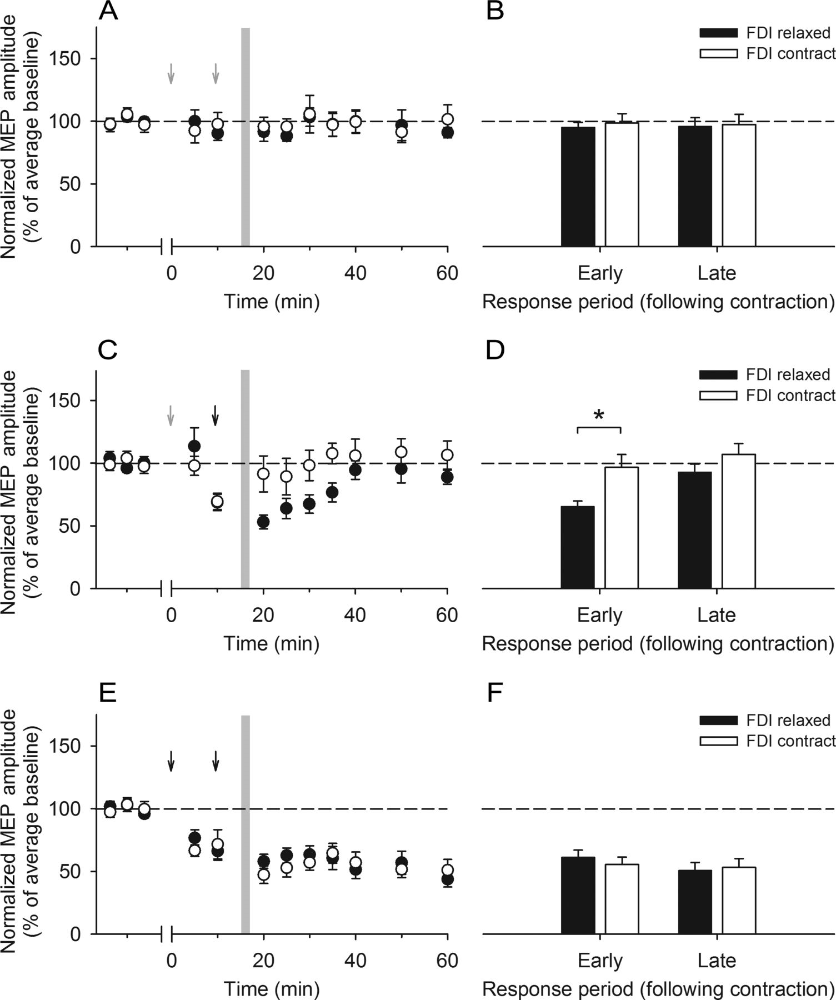 A
Normalized MEP amplitude
(% of average baseline)
150
100
50
0
0 20 40 60
Time (min)
B
FDI relaxed
FDI contract
Early Late
Response period (following contraction)
C
Normalized MEP amplitude
(% of average baseline)
150
100
50
0
0 20 40 60
Time (min)
D
FDI relaxed
FDI contract
*
Early Late
Response period (following contraction)
E
Normalized MEP amplitude
(% of average baseline)
150
100
50
0
0 20 40 60
Time (min)
F
FDI relaxed
FDI contract
Early Late
Response period (following contraction)